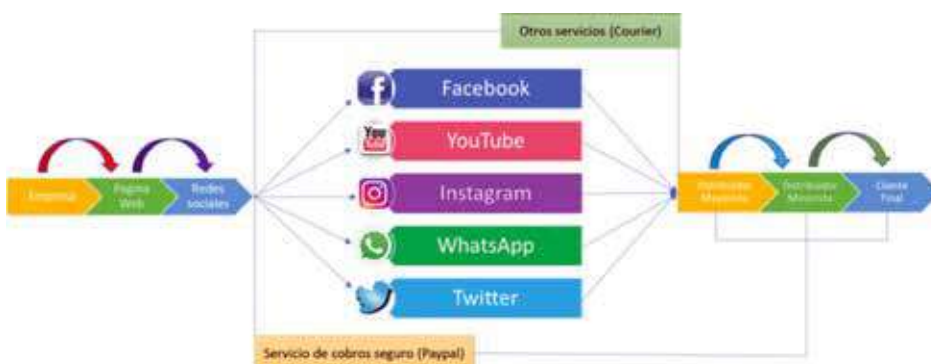 Otros servicios (Courier)
Facebook
YouTube
Instagram
WhatsApp
Twitter
Empresa
Página
Web
Redes
sociales
Distribuidor
Mayorista
Distribuidor
Minorista
Cliente
Final
Servicio de cobros seguro (Paypal)